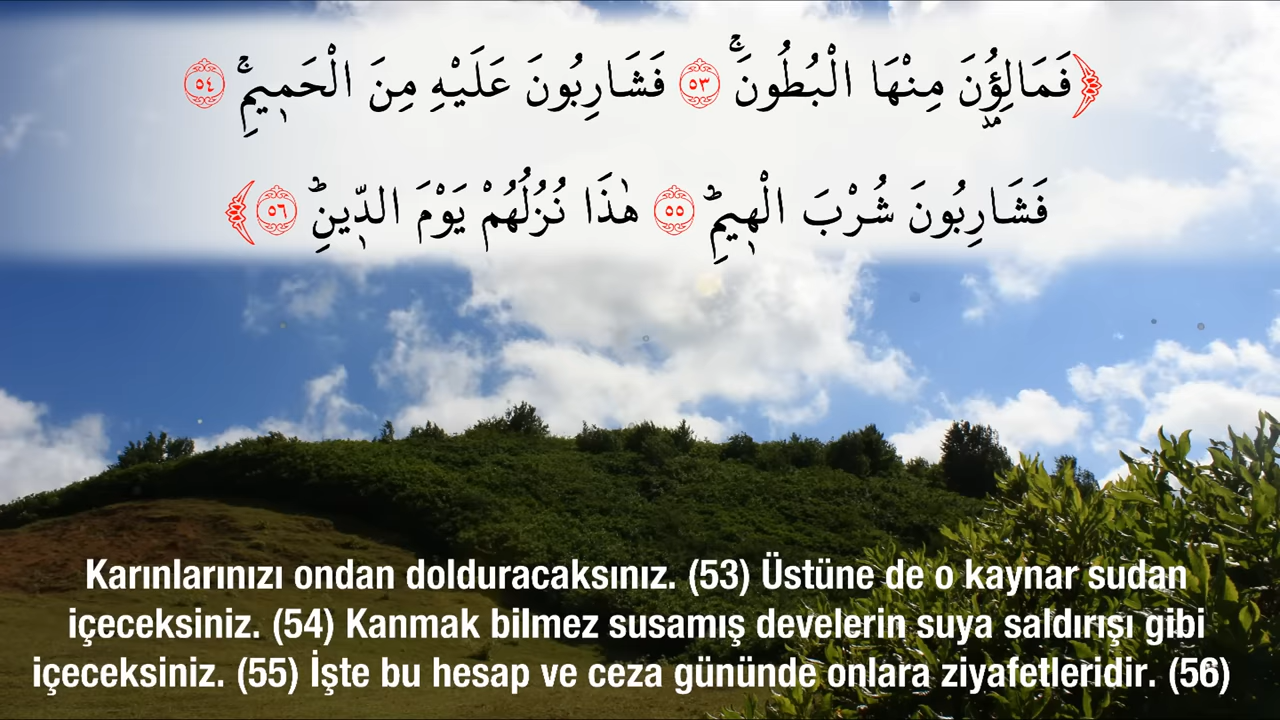 ﴿فَمَالِؤُ۫نَ مِنْهَا الْبُطُونَۚ ﴿٥٣﴾ فَشَارِبُونَ عَلَيْهِ مِنَ الْحَم۪يمِۚ ﴿٥٤﴾
فَشَارِبُونَ شُرْبَ الْه۪يمِۜ ﴿٥٥﴾ هٰذَا نُزُلُهُمْ يَوْمَ الدّ۪ينِۜ ﴿٥٦﴾﴾
Karınlarınızı ondan dolduracaksınız. (53) Üstüne de o kaynar sudan
içeceksiniz. (54) Kanmak bilmez susamış develerin suya saldırışı gibi
içeceksiniz. (55) İşte bu hesap ve ceza gününde onlara ziyafetleridir. (56)